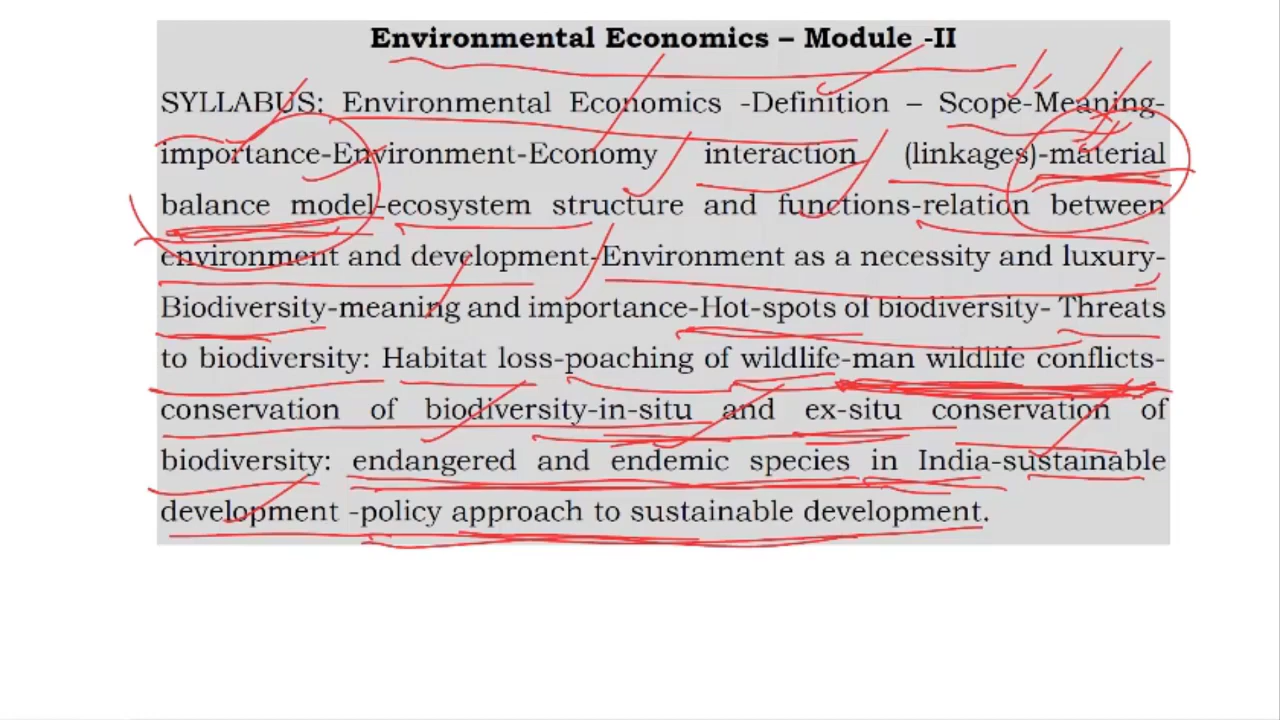 Environmental Economics – Module -II
SYLLABUS: Environmental Economics -Definition – Scope-Meaning-
importance-Environment-Economy interaction (linkages)-material
balance model-ecosystem structure and functions-relation between
environment and development-Environment as a necessity and luxury-
Biodiversity-meaning and importance-Hot-spots of biodiversity- Threats
to biodiversity: Habitat loss-poaching of wildlife-man wildlife conflicts-
conservation of biodiversity-in-situ and ex-situ conservation of
biodiversity: endangered and endemic species in India-sustainable
development -policy approach to sustainable development.